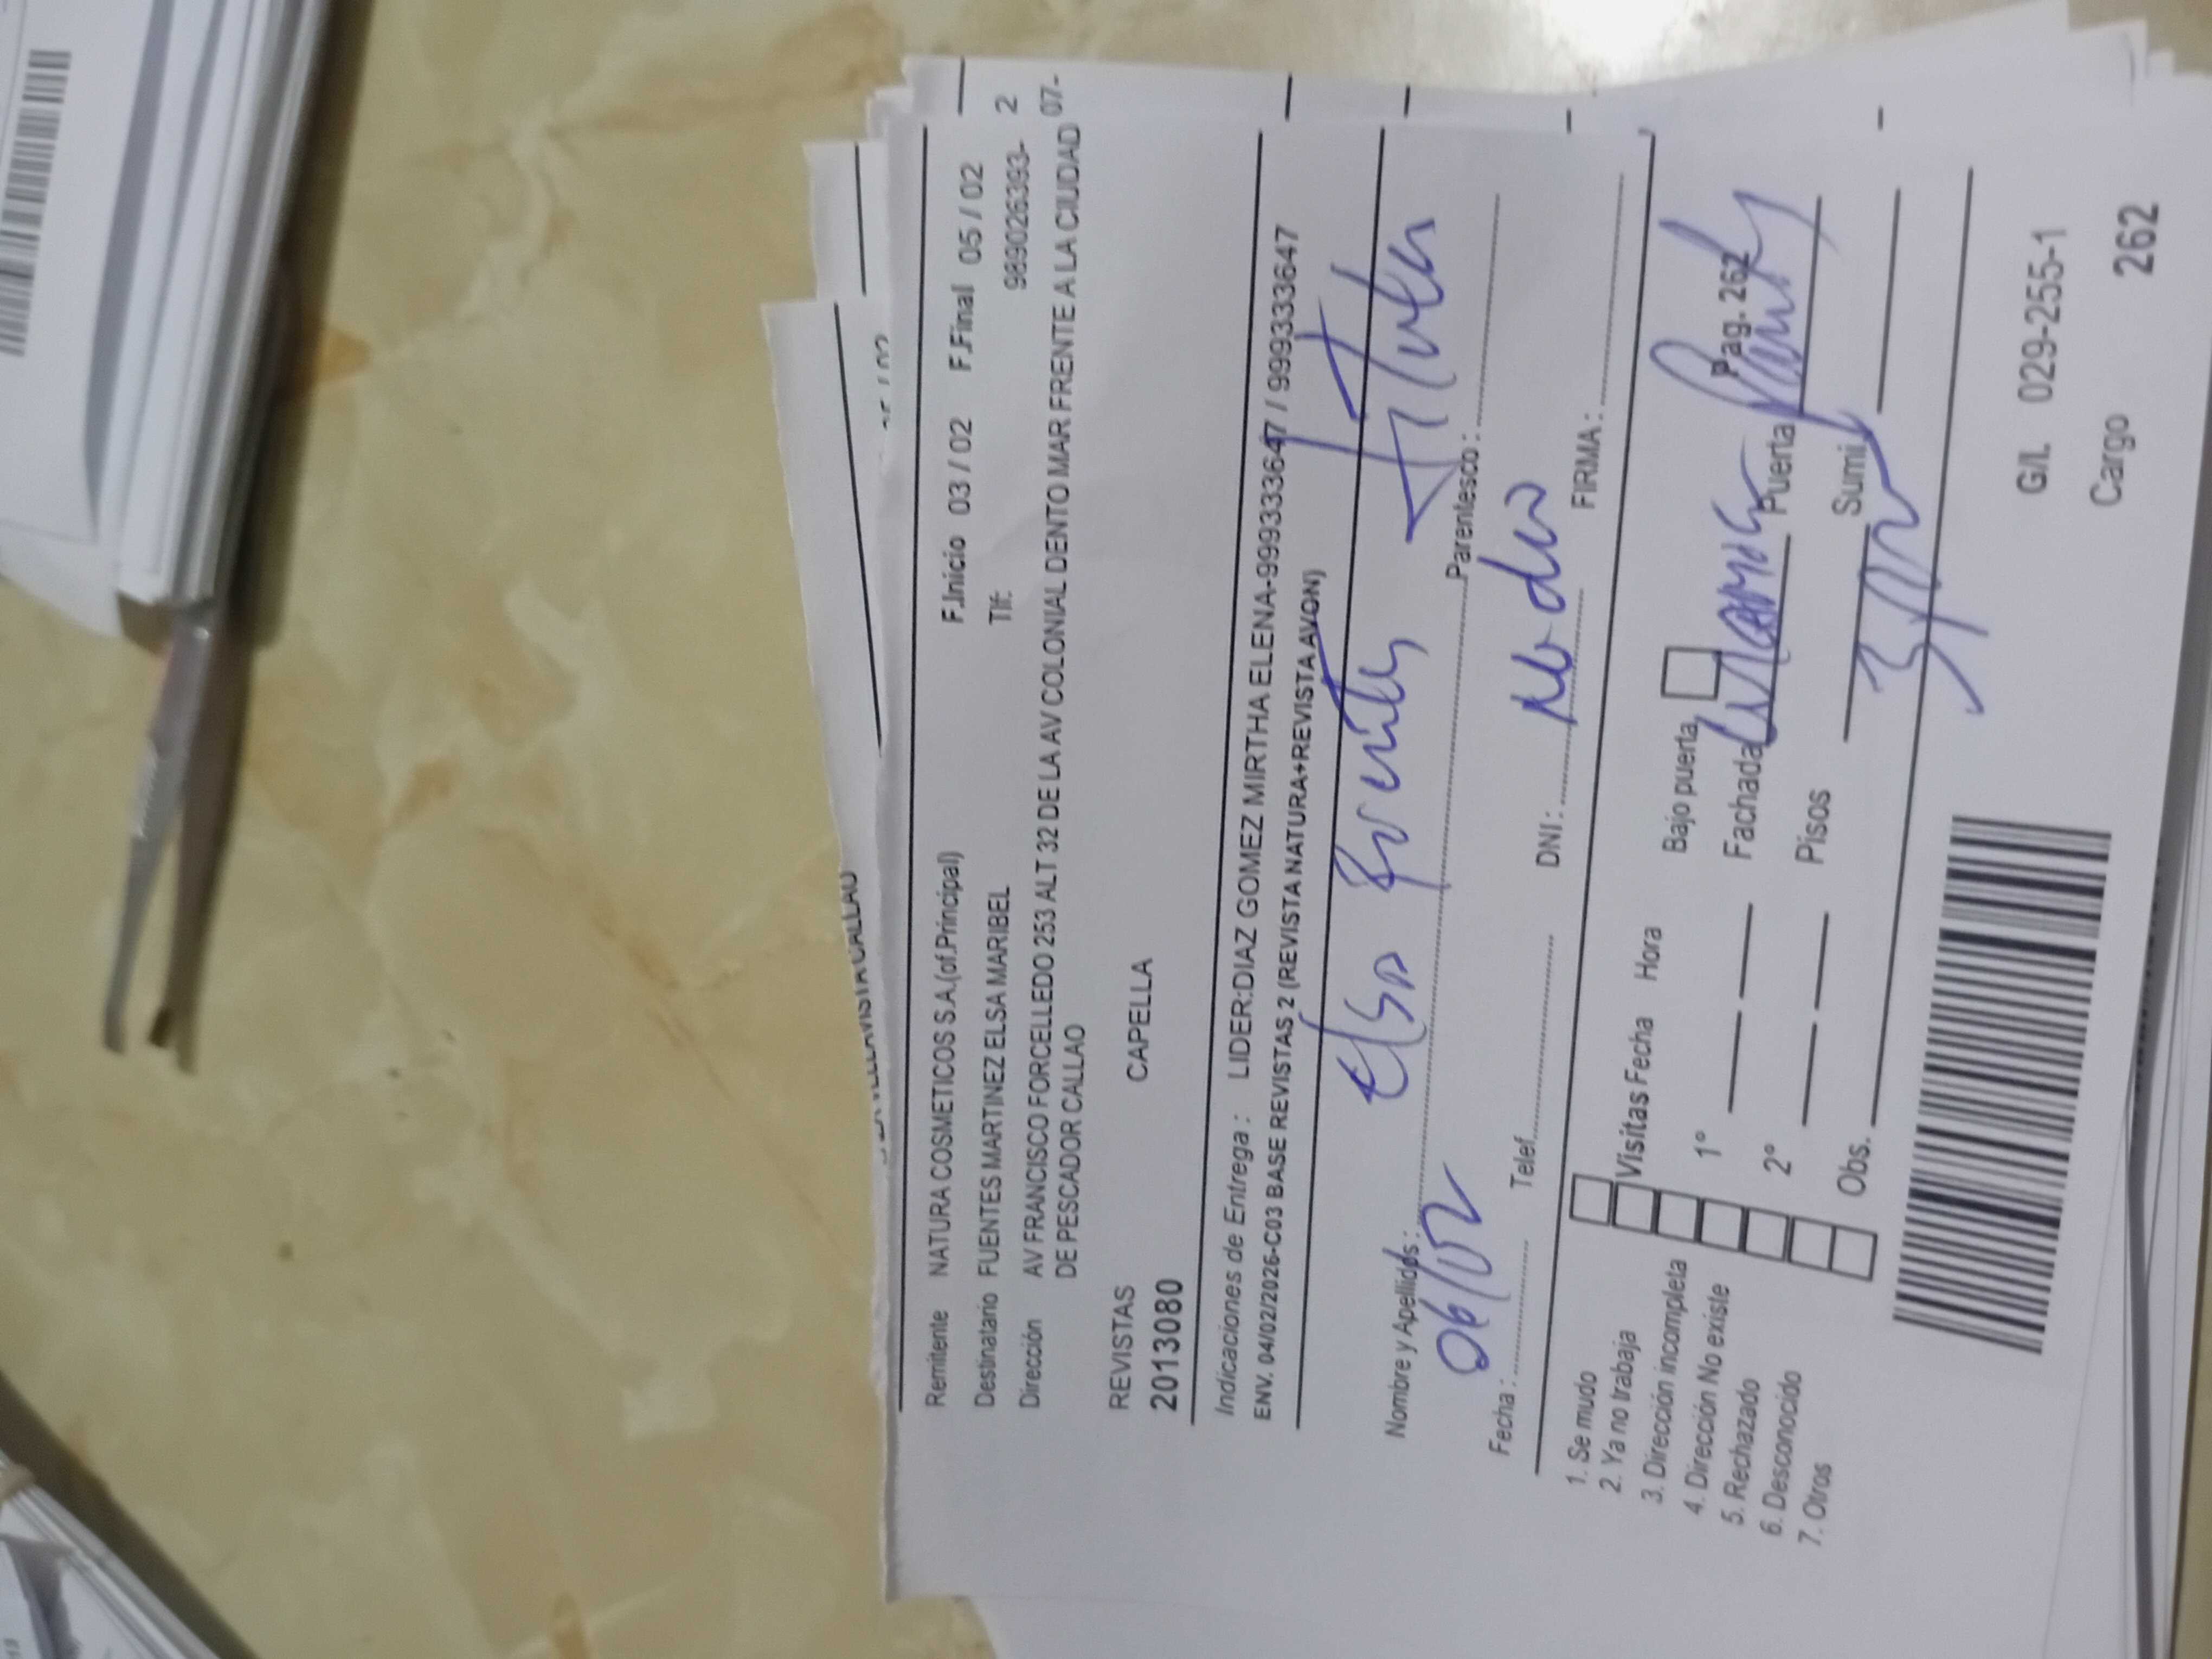 Remitente NATURA COSMETICOS S.A.(of.Principal) F.Inicio 03 / 02 F.Final 05 / 02
Destinatario FUENTES MARTINEZ ELSA MARIBEL Tlf: 989026393- 2
Dirección AV FRANCISCO FORCELLEDO 253 ALT 32 DE LA AV COLONIAL DENTO MAR FRENTE A LA CIUDAD 07-
DE PESCADOR CALLAO
REVISTAS CAPELLA
2013080
Indicaciones de Entrega : LIDER:DIAZ GOMEZ MIRTHA ELENA-999333647 / 999333647
ENV. 04/02/2026-C03 BASE REVISTAS 2 (REVISTA NATURA+REVISTA AVON)
Elsa Fuentes Titular
Nombre y Apellidos : Parentesco :
06/02 No dio
Fecha : Telef. DNI : FIRMA :
1. Se mudo
2. Ya no trabaja
3. Dirección incompleta
4. Dirección No existe
5. Rechazado
6. Desconocido
7. Otros
Visitas Fecha Hora Bajo puerta Pag. 262
1° Fachada Puerta
2° Pisos Sumi
Obs.
G/L 029-255-1
Cargo 262